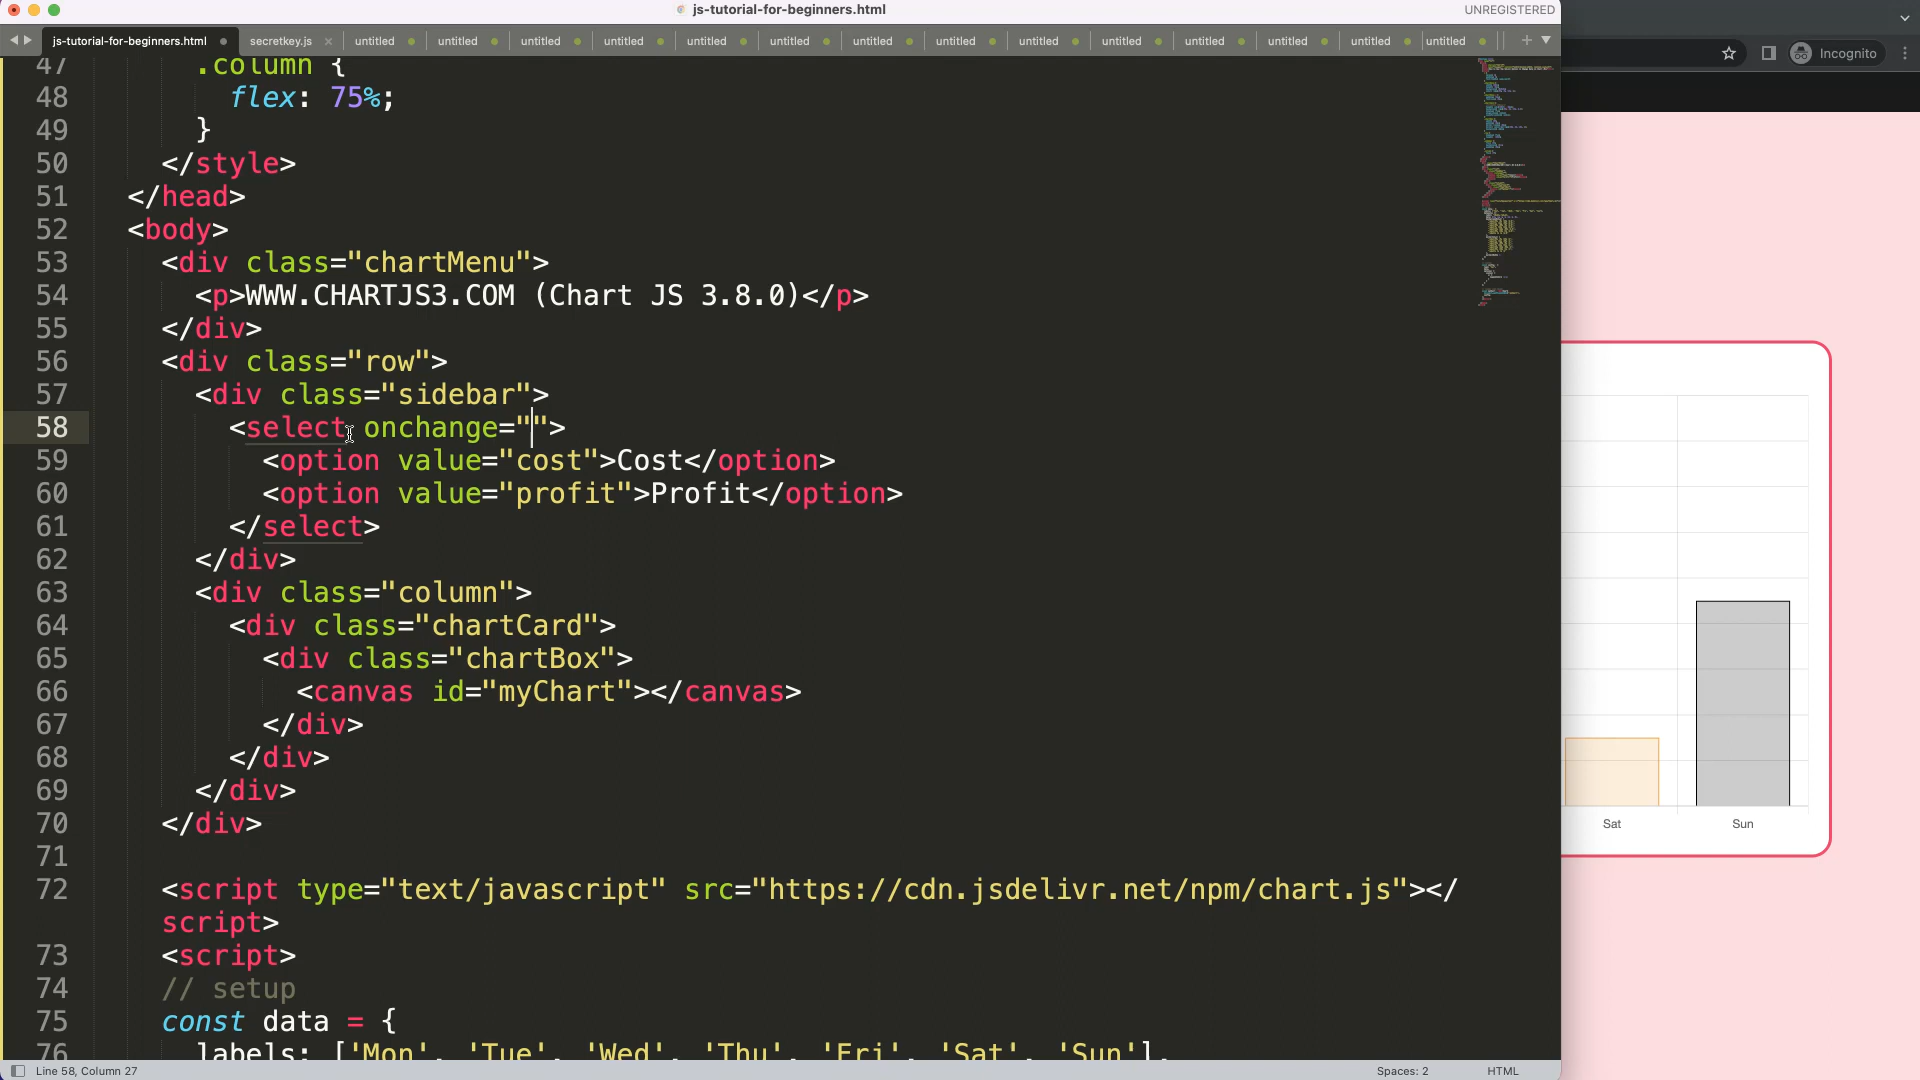 js-tutorial-for-beginners.html
UNREGISTERED
js-tutorial-for-beginners.html secretkey.js untitled untitled untitled untitled untitled untitled untitled untitled untitled untitled untitled untitled untitled untitled
Incognito
47 .column {
48 flex: 75%;
49 }
50 </style>
51 </head>
52 <body>
53 <div class="chartMenu">
54 <p>WWW.CHARTJS3.COM (Chart JS 3.8.0)</p>
55 </div>
56 <div class="row">
57 <div class="sidebar">
58 <select onchange="">
59 <option value="cost">Cost</option>
60 <option value="profit">Profit</option>
61 </select>
62 </div>
63 <div class="column">
64 <div class="chartCard">
65 <div class="chartBox">
66 <canvas id="myChart"></canvas>
67 </div>
68 </div>
69 </div>
70 </div>
71
72 <script type="text/javascript" src="https://cdn.jsdelivr.net/npm/chart.js"></
script>
73 <script>
74 // setup
75 const data = {
76 labels: ['Mon', 'Tue', 'Wed', 'Thu', 'Fri', 'Sat', 'Sun'],
Sat Sun
Line 58, Column 27
Spaces: 2
HTML